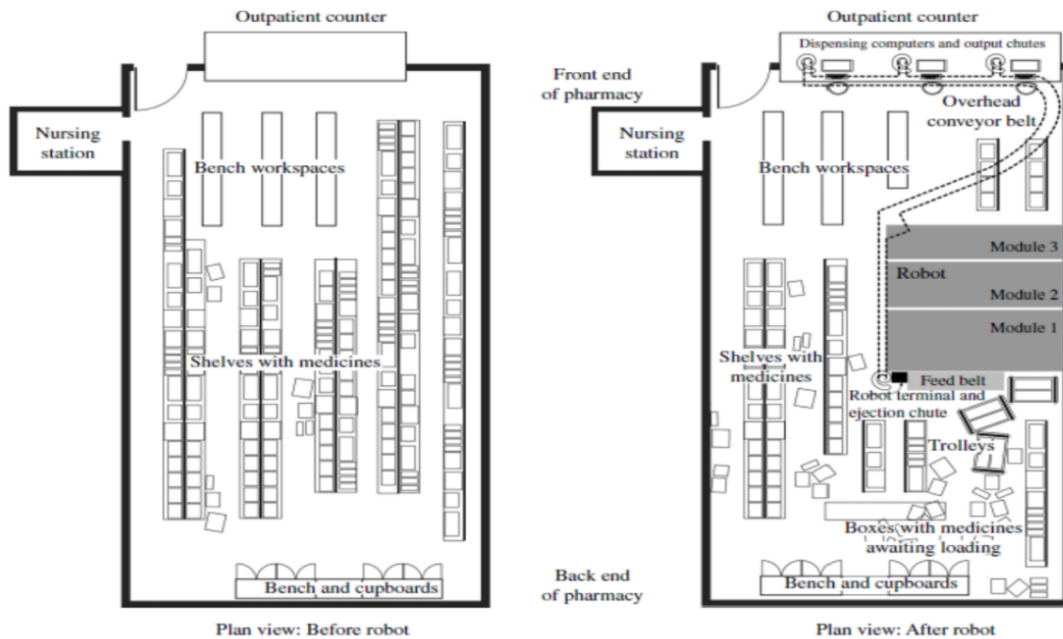 Outpatient counter
Nursing
station
Bench workspaces
Shelves with medicines
Bench and cupboards
Plan view: Before robot
Outpatient counter
Dispensing computers and output chutes
Front end
of pharmacy
Overhead
conveyor belt
Nursing
station
Bench workspaces
Module 3
Robot
Module 2
Module 1
Shelves with
medicines
Feed belt
Robot terminal and
ejection chute
Trolleys
Boxes with medicines
awaiting loading
Back end
of pharmacy
Bench and cupboards
Plan view: After robot